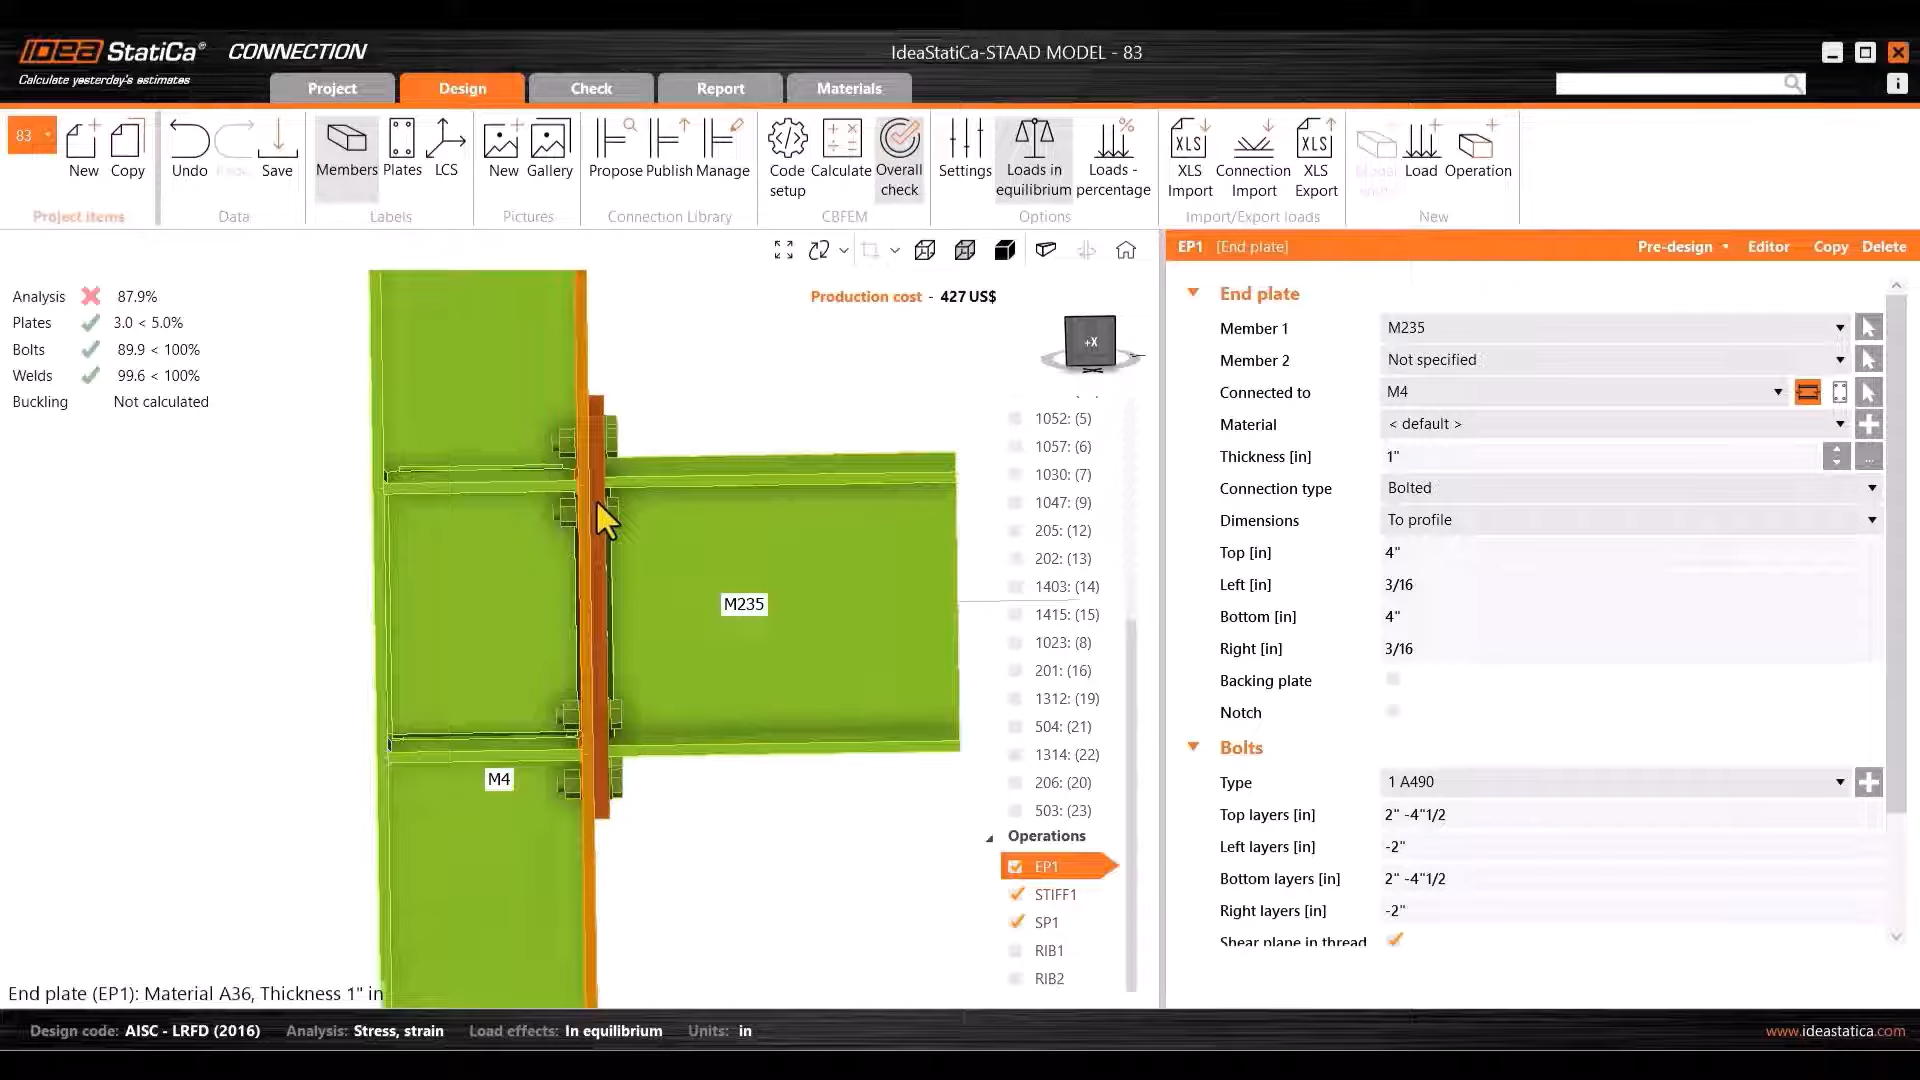 IDEA StatiCa® CONNECTION
Calculate yesterday's estimates
IdeaStatiCa-STAAD MODEL - 83
Project
Design
Check
Report
Materials
83
New
Copy
Undo
Save
Members
Plates
LCS
New
Gallery
Propose
Publish
Manage
Code setup
Calculate
Overall check
Settings
Loads in equilibrium
Loads - percentage
XLS Import
Connection Import
XLS Export
Load
Operation
Project items
Data
Labels
Pictures
Connection Library
CBFEM
Options
Import/Export loads
New
Analysis 87.9%
Plates 3.0 < 5.0%
Bolts 89.9 < 100%
Welds 99.6 < 100%
Buckling Not calculated
Production cost - 427 US$
+X
M235
M4
1052: (5)
1057: (6)
1030: (7)
1047: (9)
205: (12)
202: (13)
1403: (14)
1415: (15)
1023: (8)
201: (16)
1312: (19)
504: (21)
1314: (22)
206: (20)
503: (23)
Operations
EP1
STIFF1
SP1
RIB1
RIB2
End plate (EP1): Material A36, Thickness 1" in
EP1 [End plate]
Pre-design
Editor
Copy
Delete
End plate
Member 1 M235
Member 2 Not specified
Connected to M4
Material < default >
Thickness [in] 1"
Connection type Bolted
Dimensions To profile
Top [in] 4"
Left [in] 3/16
Bottom [in] 4"
Right [in] 3/16
Backing plate
Notch
Bolts
Type 1 A490
Top layers [in] 2" -4"1/2
Left layers [in] -2"
Bottom layers [in] 2" -4"1/2
Right layers [in] -2"
Shear plane in thread
Design code: AISC - LRFD (2016) Analysis: Stress, strain Load effects: In equilibrium Units: in
www.ideastatica.com